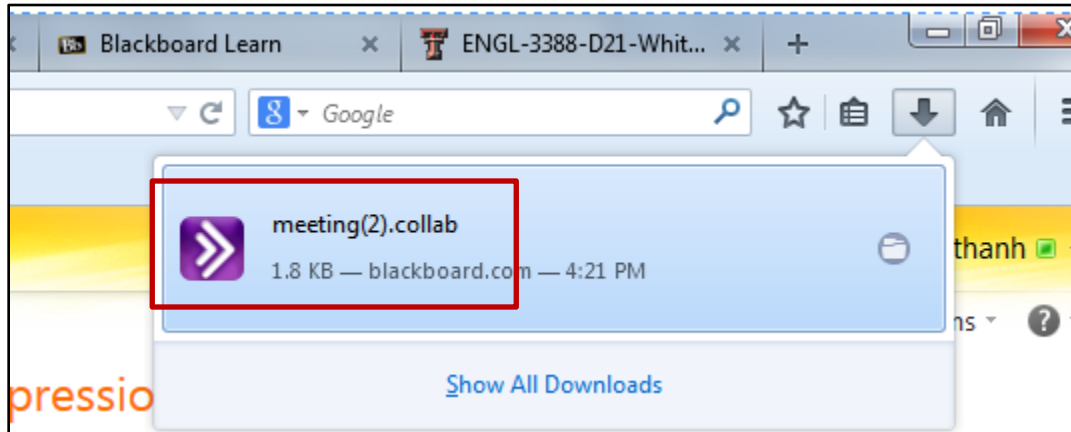 Blackboard Learn
ENGL-3388-D21-Whit...
Google
meeting(2).collab
1.8 KB — blackboard.com — 4:21 PM
thanh
Show All Downloads